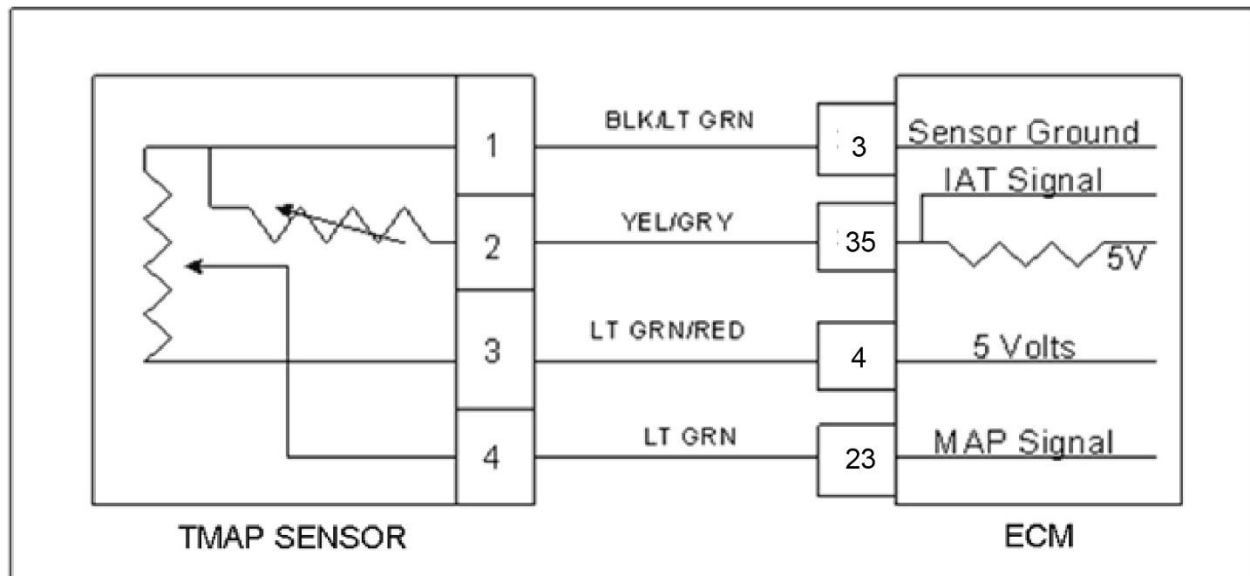 1
BLK/LT GRN
3
Sensor Ground
IAT Signal
2
YEL/GRY
35
5V
3
LT GRN/RED
4
5 Volts
4
LT GRN
23
MAP Signal
TMAP SENSOR
ECM